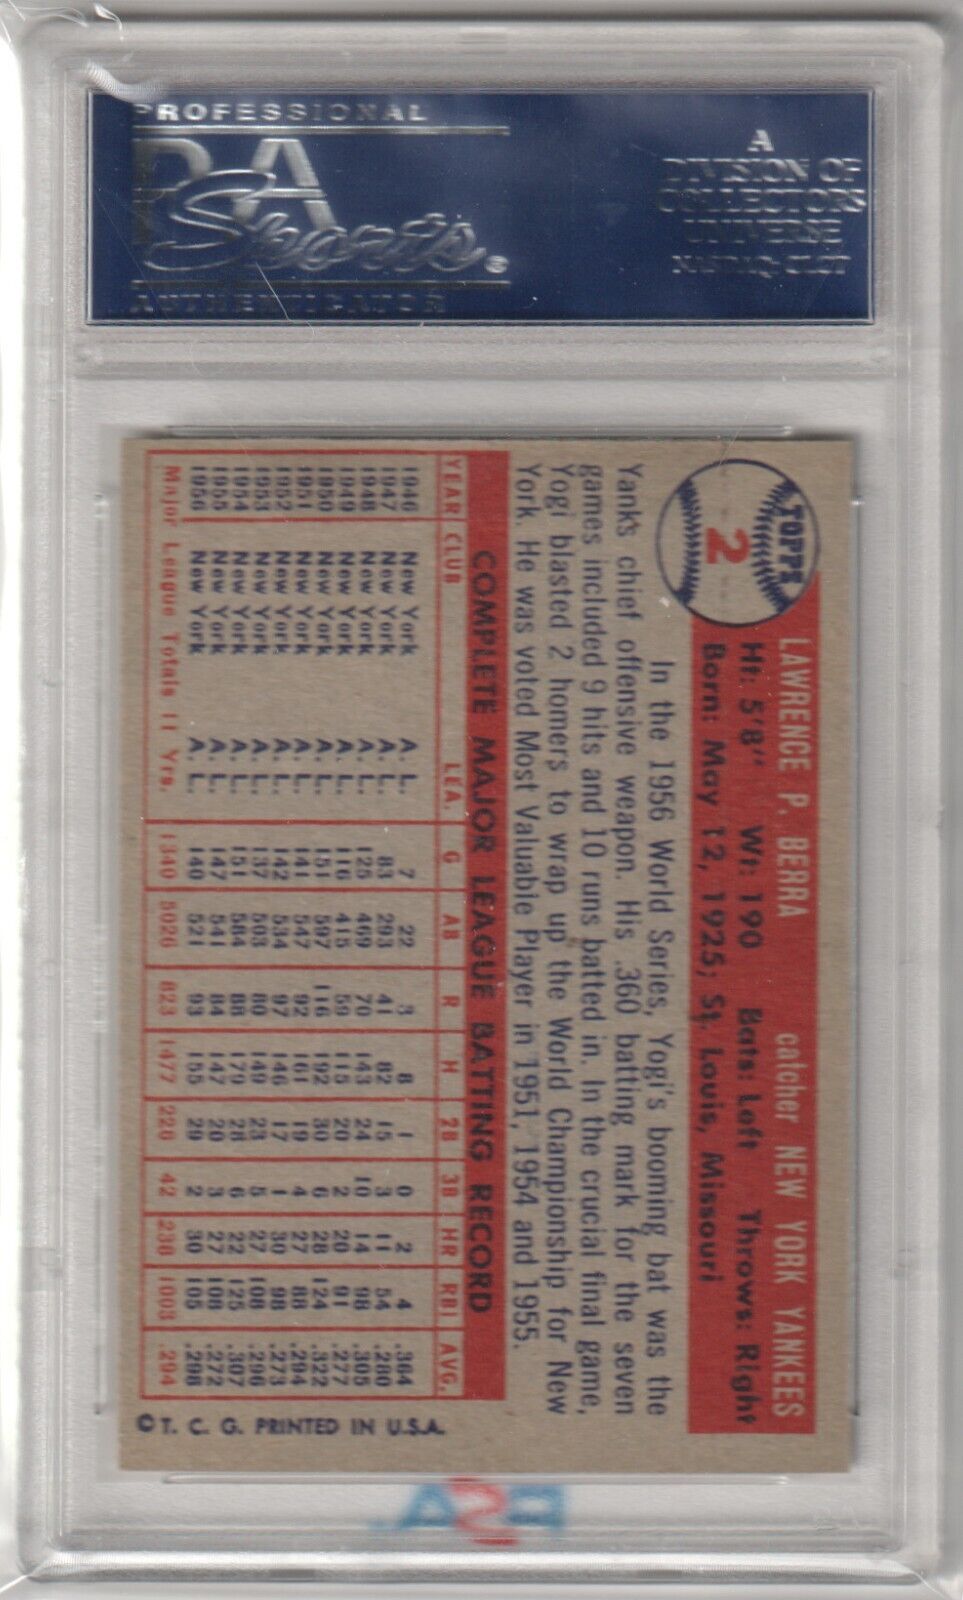 PROFESSIONAL
PSA
Sports®
AUTHENTICATOR
A
DIVISION OF
COLLECTORS
UNIVERSE
NASDAQ: CLCT
TOPPS
2
LAWRENCE P. BERRA catcher NEW YORK YANKEES
Ht: 5'8" Wt: 190 Bats: Left Throws: Right
Born: May 12, 1925; St. Louis, Missouri
In the 1956 World Series, Yogi's booming bat was the
Yank's chief offensive weapon. His .360 batting mark for the seven
games included 9 hits and 10 runs batted in. In the crucial final game,
Yogi blasted 2 homers to wrap up the World Championship for New
York. He was voted Most Valuable Player in 1951, 1954 and 1955.
COMPLETE MAJOR LEAGUE BATTING RECORD
YEAR CLUB LEA. G AB R H 2B 3B HR RBI AVG.
1946 New York A. L. 7 22 3 8 1 0 2 4 .364
1947 New York A. L. 83 293 41 82 15 3 11 54 .280
1948 New York A. L. 125 469 70 143 24 10 14 98 .305
1949 New York A. L. 116 415 59 115 20 2 20 91 .277
1950 New York A. L. 151 597 116 192 30 6 28 124 .322
1951 New York A. L. 141 547 92 161 19 4 27 88 .294
1952 New York A. L. 142 534 97 146 17 1 30 98 .273
1953 New York A. L. 137 503 80 149 23 5 27 108 .296
1954 New York A. L. 151 584 88 179 28 6 22 125 .307
1955 New York A. L. 147 541 84 147 20 3 27 108 .272
1956 New York A. L. 140 521 93 155 29 2 30 105 .298
Major League Totals 11 Yrs. 1340 5026 823 1477 226 42 238 1003 .294
© T. C. G. PRINTED IN U.S.A.
PSA